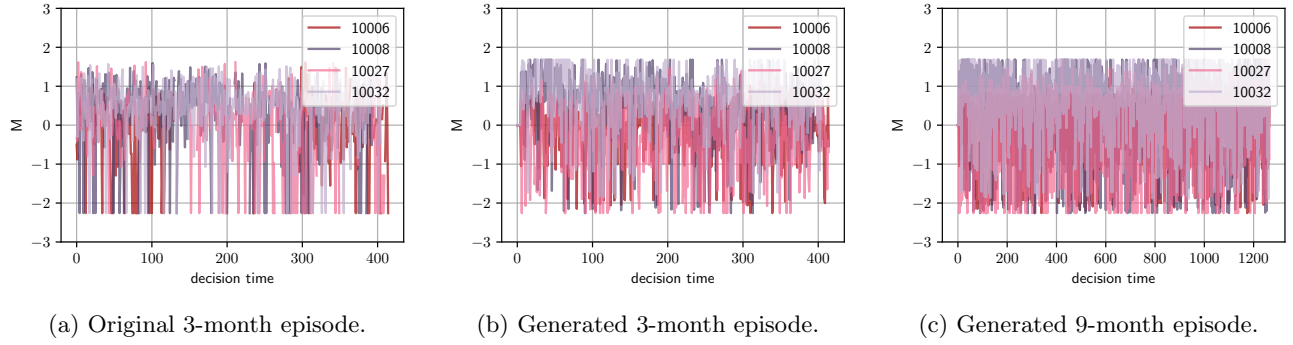 3
2
1
0
−1
−2
−3
M
0 100 200 300 400
decision time
10006
10008
10027
10032
(a) Original 3-month episode.
3
2
1
0
−1
−2
−3
M
0 100 200 300 400
decision time
10006
10008
10027
10032
(b) Generated 3-month episode.
3
2
1
0
−1
−2
−3
M
0 200 400 600 800 1000 1200
decision time
10006
10008
10027
10032
(c) Generated 9-month episode.